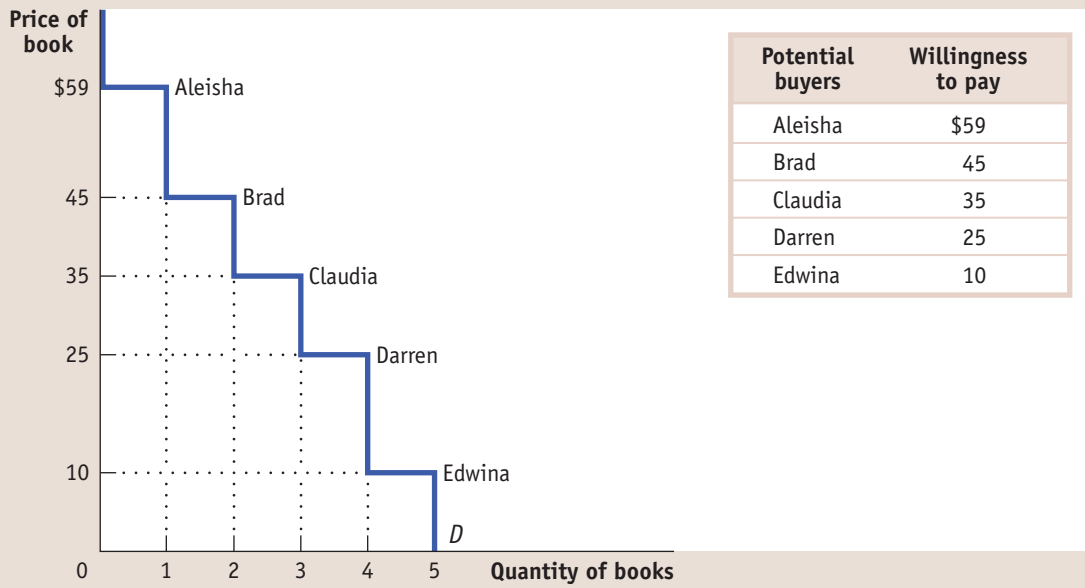 Price of
book
$59
Aleisha
45
Brad
35
Claudia
25
Darren
10
Edwina
D
0 1 2 3 4 5 Quantity of books
Potential buyers Willingness to pay
Aleisha $59
Brad 45
Claudia 35
Darren 25
Edwina 10